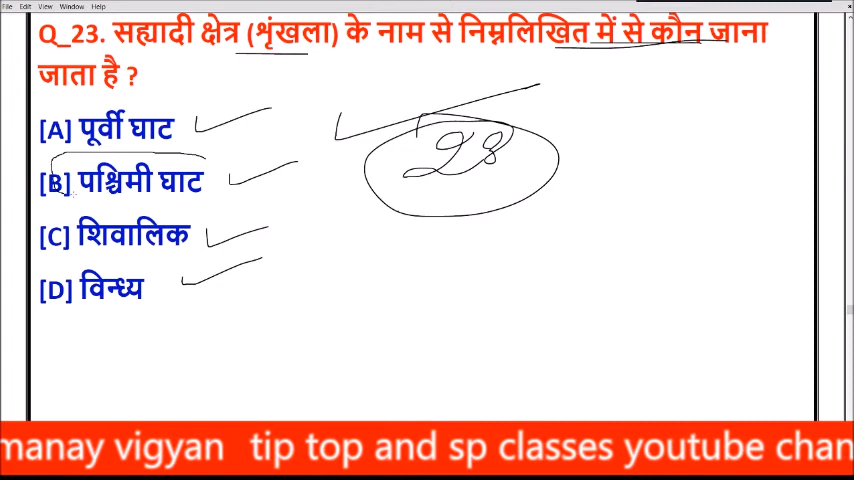 File Edit View Window Help
Q_23. सह्यादी क्षेत्र (शृंखला) के नाम से निम्नलिखित में से कौन जाना
जाता है ?
[A] पूर्वी घाट
23
[B] पश्चिमी घाट
[C] शिवालिक
[D] विन्ध्य
manay vigyan tip top and sp classes youtube chan